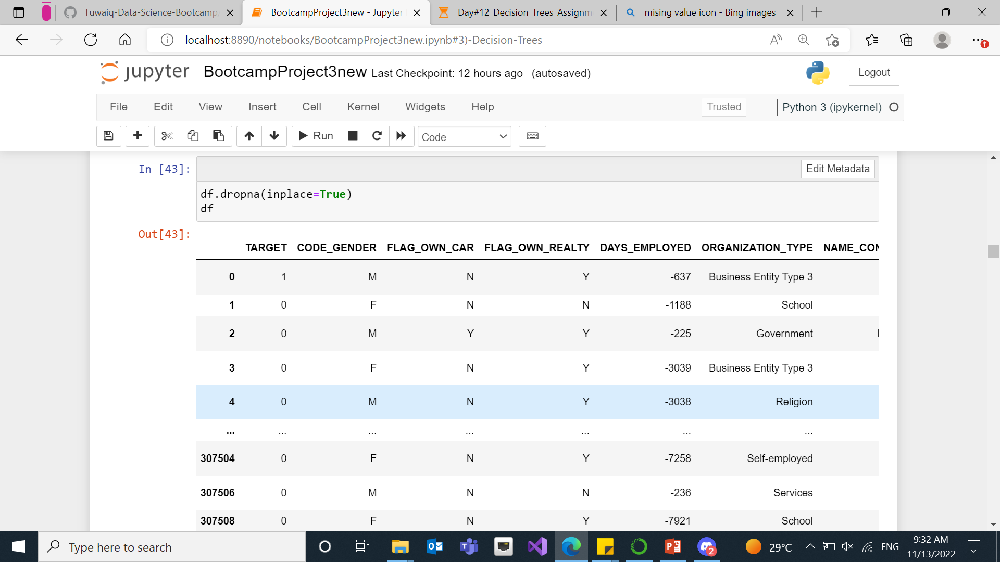 Tuwaiq-Data-Science-Bootcamp
BootcampProject3new - Jupyter
Day#12_Decision_Trees_Assignm
mising value icon - Bing images
localhost:8890/notebooks/BootcampProject3new.ipynb#3)-Decision-Trees
jupyter BootcampProject3new Last Checkpoint: 12 hours ago (autosaved)
Logout
File Edit View Insert Cell Kernel Widgets Help Trusted Python 3 (ipykernel)
Run Code
In [43]: Edit Metadata
df.dropna(inplace=True)
df
Out[43]:
TARGET CODE_GENDER FLAG_OWN_CAR FLAG_OWN_REALTY DAYS_EMPLOYED ORGANIZATION_TYPE NAME_CON
0 1 M N Y -637 Business Entity Type 3
1 0 F N N -1188 School
2 0 M Y Y -225 Government
3 0 F N Y -3039 Business Entity Type 3
4 0 M N Y -3038 Religion
... ... ... ... ... ... ...
307504 0 F N Y -7258 Self-employed
307506 0 M N N -236 Services
307508 0 F N Y -7921 School
Type here to search
2
29°C
ENG
9:32 AM
11/13/2022